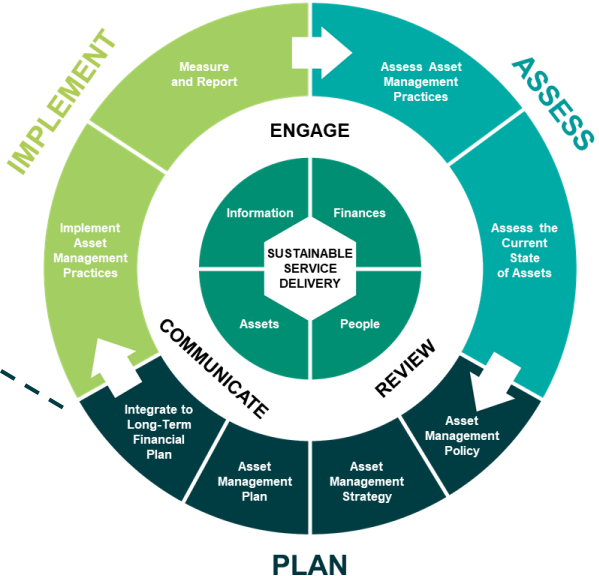 IMPLEMENT
Measure
and Report
Assess Asset
Management
Practices
ASSESS
ENGAGE
Implement
Asset
Management
Practices
Information
Finances
Assess the
Current
State
of Assets
SUSTAINABLE
SERVICE
DELIVERY
Assets
People
COMMUNICATE
REVIEW
Integrate to
Long-Term
Financial
Plan
Asset
Management
Plan
Asset
Management
Strategy
Asset
Management
Policy
PLAN